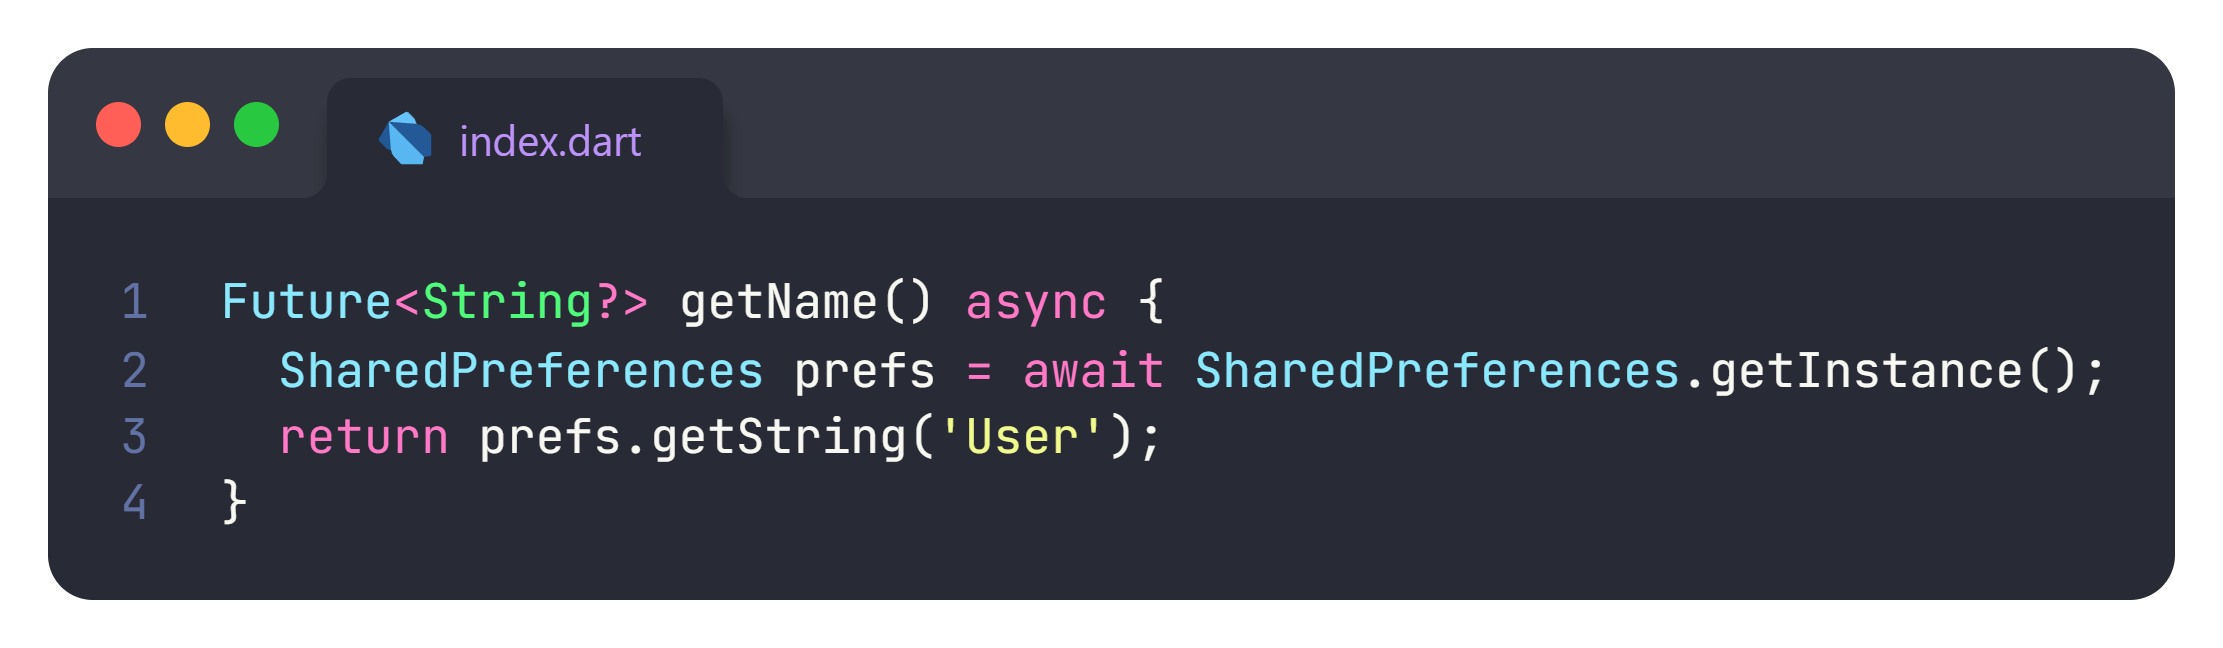 index.dart
1 Future<String?> getName() async {
2   SharedPreferences prefs = await SharedPreferences.getInstance();
3   return prefs.getString('User');
4 }